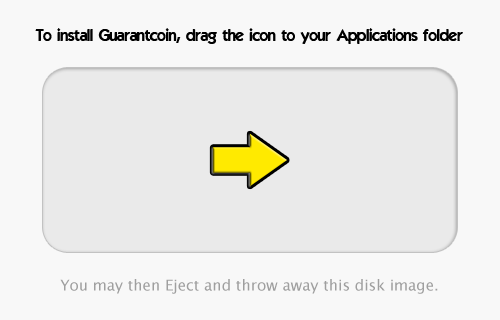 To install Guarantcoin, drag the icon to your Applications folder
You may then Eject and throw away this disk image.